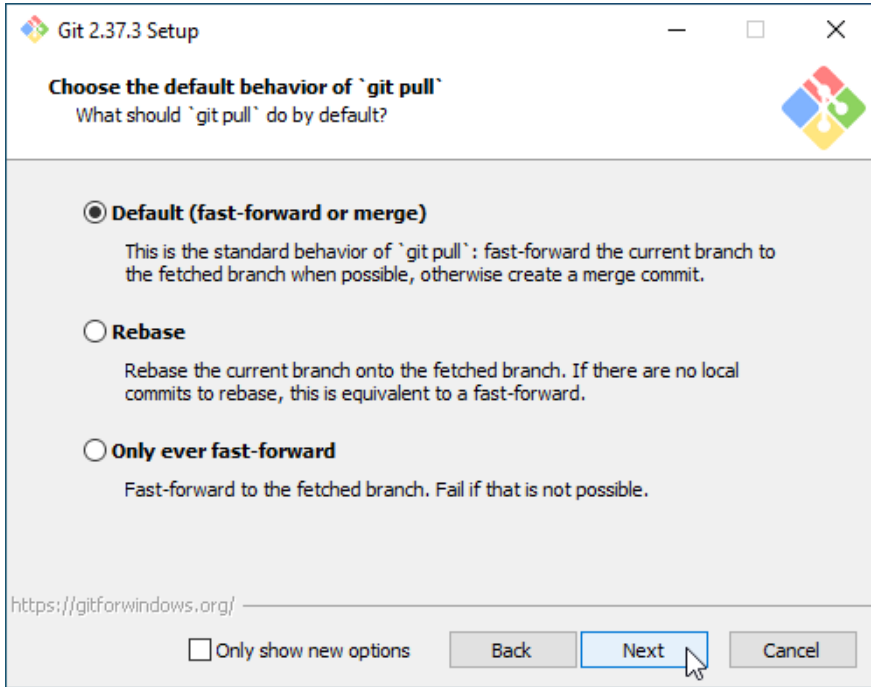 Git 2.37.3 Setup
Choose the default behavior of `git pull`
What should `git pull` do by default?
Default (fast-forward or merge)
This is the standard behavior of `git pull`: fast-forward the current branch to
the fetched branch when possible, otherwise create a merge commit.
Rebase
Rebase the current branch onto the fetched branch. If there are no local
commits to rebase, this is equivalent to a fast-forward.
Only ever fast-forward
Fast-forward to the fetched branch. Fail if that is not possible.
https://gitforwindows.org/
Only show new options
Back
Next
Cancel